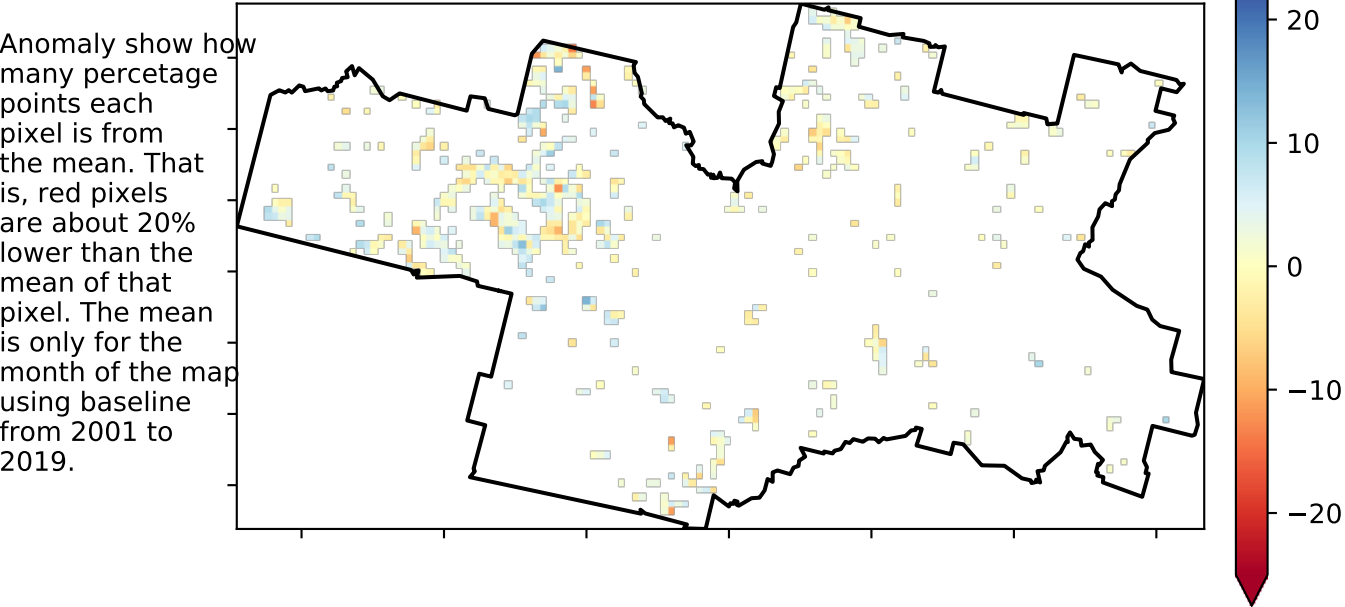 Anomaly show how
many percetage
points each
pixel is from
the mean. That
is, red pixels
are about 20%
lower than the
mean of that
pixel. The mean
is only for the
month of the map
using baseline
from 2001 to
2019.
20
10
0
−10
−20